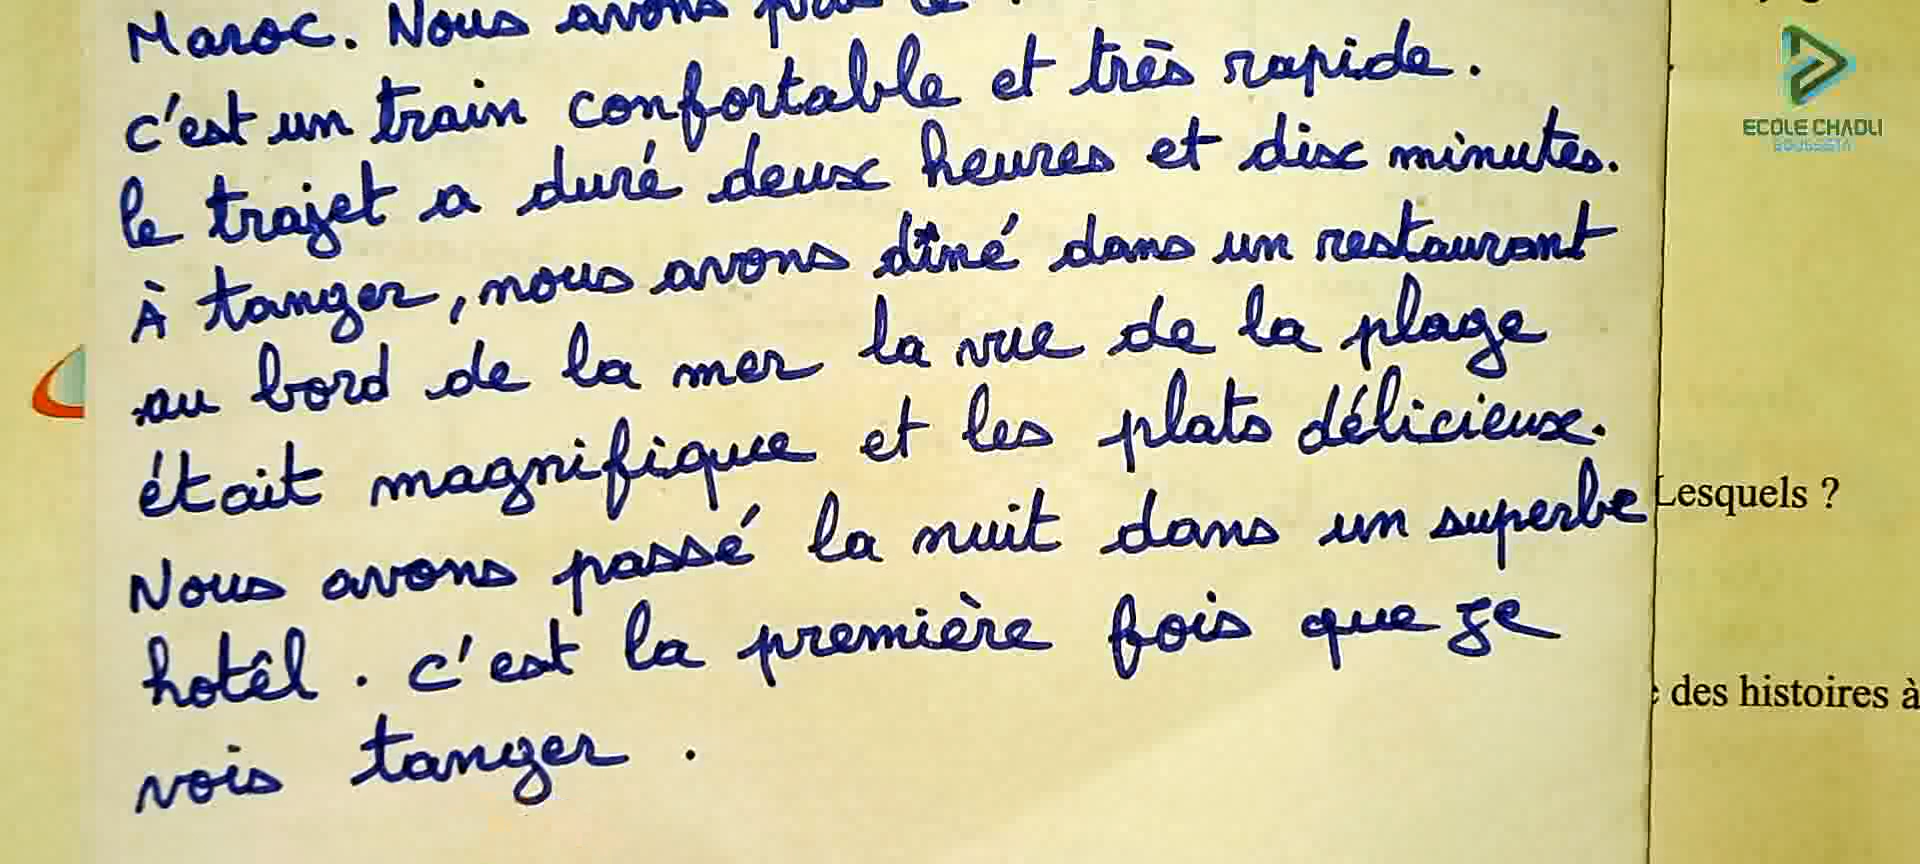 Maroc. Nous avons
c'est un train confortable et très rapide.
le trajet a duré deux heures et dix minutes.
À tanger, nous avons dîné dans un restaurant
au bord de la mer la vue de la plage
était magnifique et les plats délicieux.
Nous avons passé la nuit dans un superbe
hotêl. c'est la première fois que je
vois tanger.
ECOLE CHADLI
Lesquels ?
des histoires à